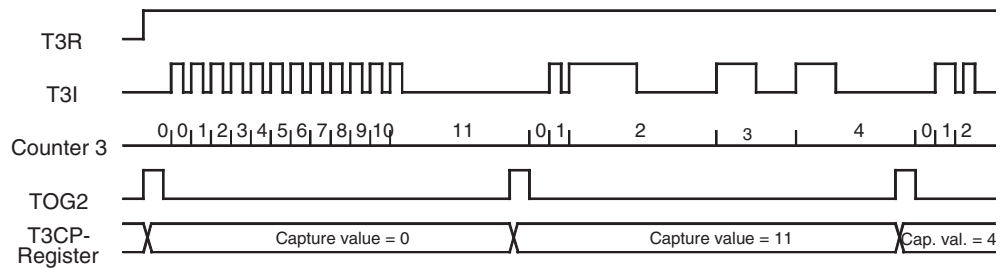 T3R
T3I
Counter 3
0 0 1 2 3 4 5 6 7 8 9 10 11 0 1 2 3 4 0 1 2
TOG2
T3CP-
Register
Capture value = 0
Capture value = 11
Cap. val. = 4